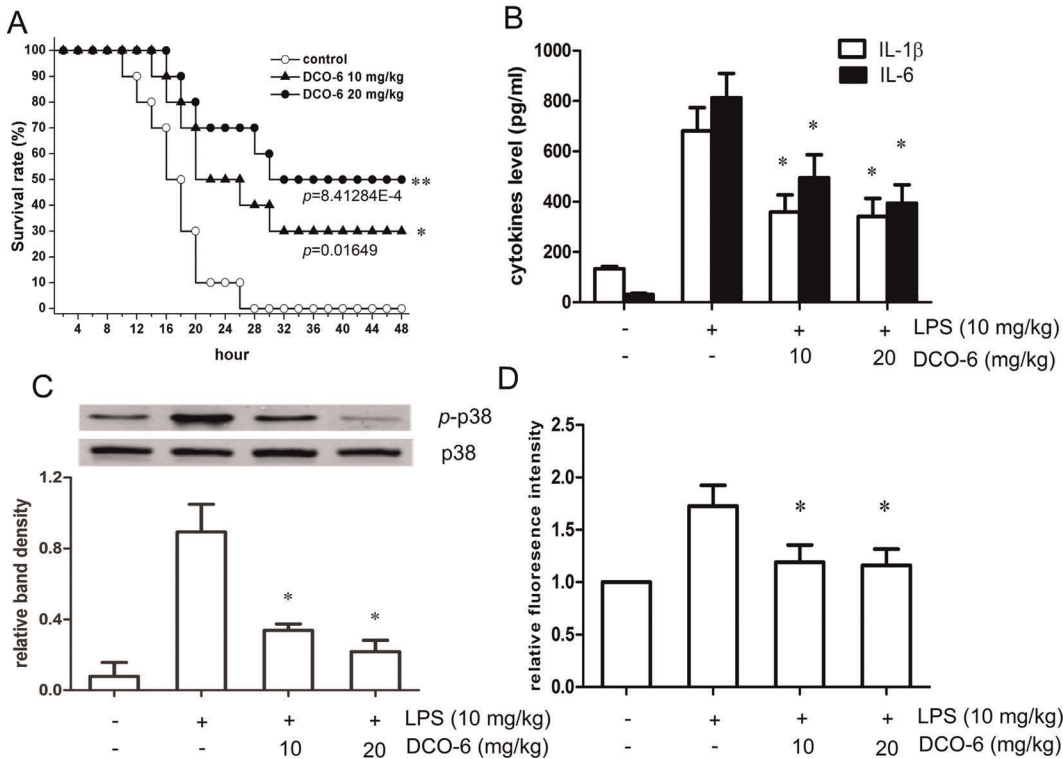 A
Survival rate (%)
100
90
80
70
60
50
40
30
20
10
0
control
DCO-6 10 mg/kg
DCO-6 20 mg/kg
**
p=8.41284E-4
*
p=0.01649
4 8 12 16 20 24 28 32 36 40 44 48
hour
B
cytokines level (pg/ml)
1000
800
600
400
200
0
IL-1β
IL-6
* * * *
- + + + LPS (10 mg/kg)
- - 10 20 DCO-6 (mg/kg)
C
p-p38
p38
relative band density
1.2
0.8
0.4
0.0
* *
- + + + LPS (10 mg/kg)
- - 10 20 DCO-6 (mg/kg)
D
relative fluoresence intensity
2.5
2.0
1.5
1.0
0.5
0.0
* *
- + + + LPS (10 mg/kg)
- - 10 20 DCO-6 (mg/kg)